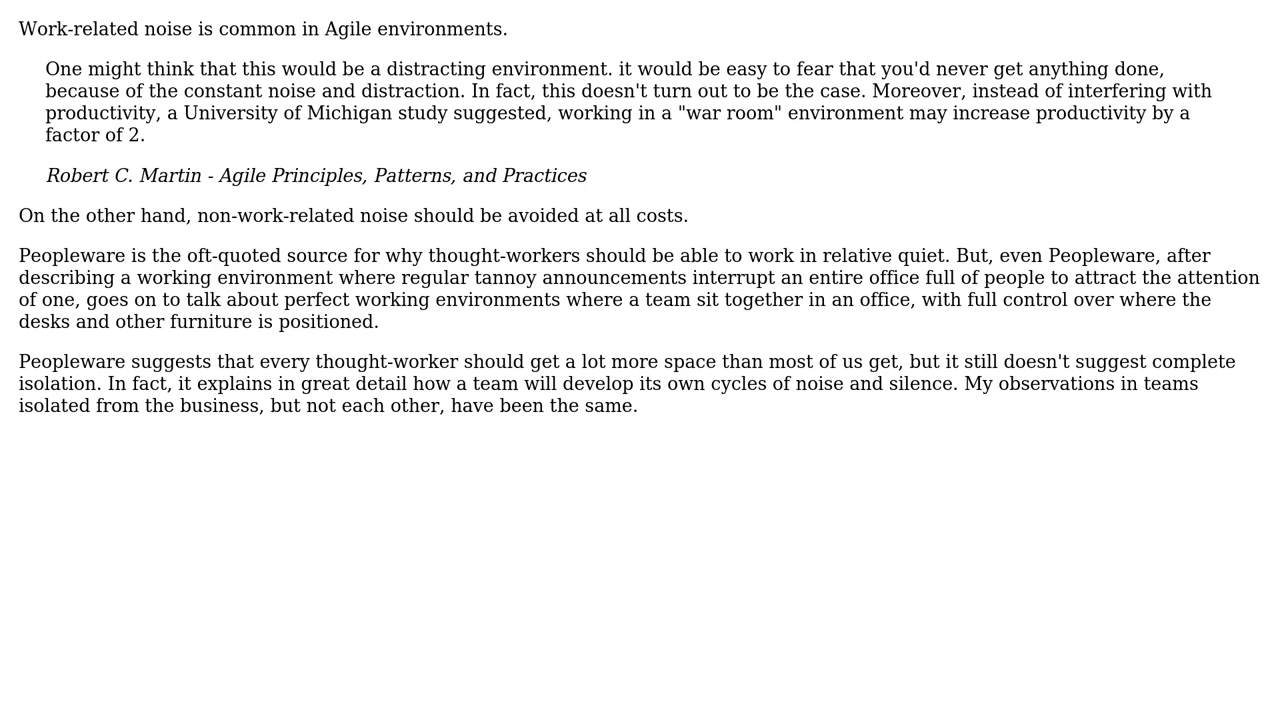 Work-related noise is common in Agile environments.
One might think that this would be a distracting environment. it would be easy to fear that you'd never get anything done,
because of the constant noise and distraction. In fact, this doesn't turn out to be the case. Moreover, instead of interfering with
productivity, a University of Michigan study suggested, working in a "war room" environment may increase productivity by a
factor of 2.
Robert C. Martin - Agile Principles, Patterns, and Practices
On the other hand, non-work-related noise should be avoided at all costs.
Peopleware is the oft-quoted source for why thought-workers should be able to work in relative quiet. But, even Peopleware, after
describing a working environment where regular tannoy announcements interrupt an entire office full of people to attract the attention
of one, goes on to talk about perfect working environments where a team sit together in an office, with full control over where the
desks and other furniture is positioned.
Peopleware suggests that every thought-worker should get a lot more space than most of us get, but it still doesn't suggest complete
isolation. In fact, it explains in great detail how a team will develop its own cycles of noise and silence. My observations in teams
isolated from the business, but not each other, have been the same.